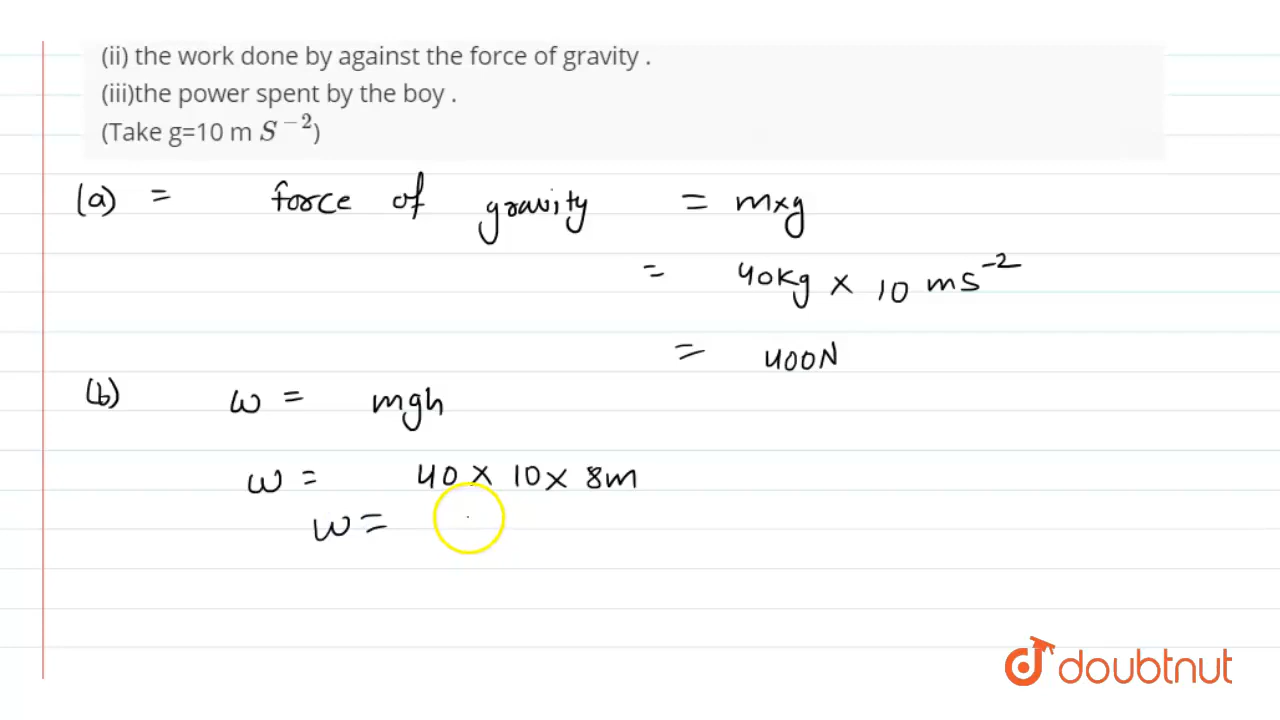 (ii) the work done by against the force of gravity .
(iii)the power spent by the boy .
(Take g=10 m S⁻²)
(a) = force of gravity = m×g
= 40Kg × 10 mS⁻²
= 400N
(b) w = mgh
w = 40 × 10 × 8m
w =
doubtnut